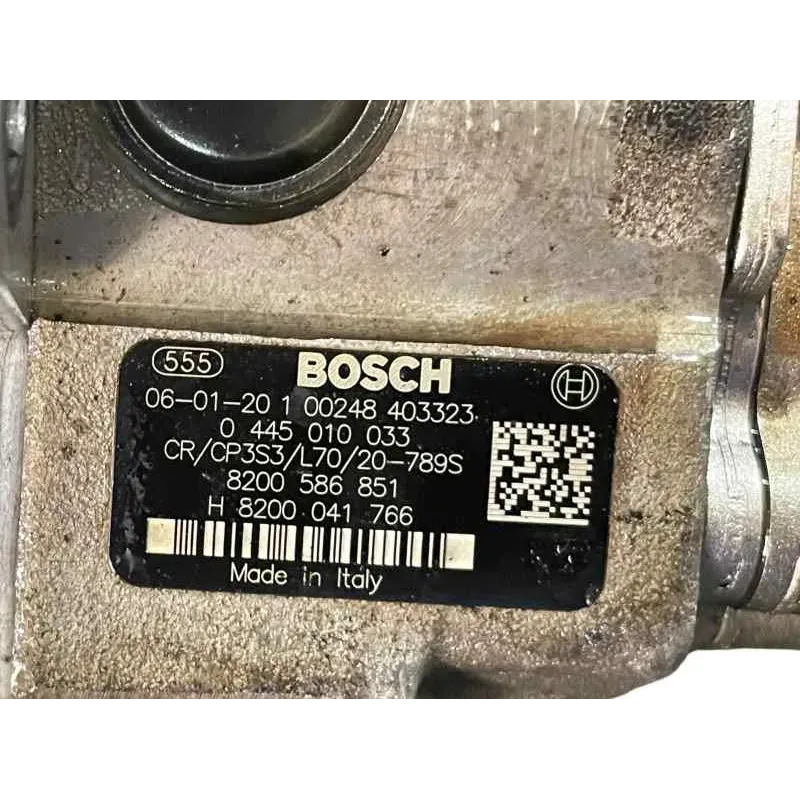 555 BOSCH H
06-01-20 1 00248 403323
0 445 010 033
CR/CP3S3/L70/20-789S
8200 586 851
H 8200 041 766
Made in Italy